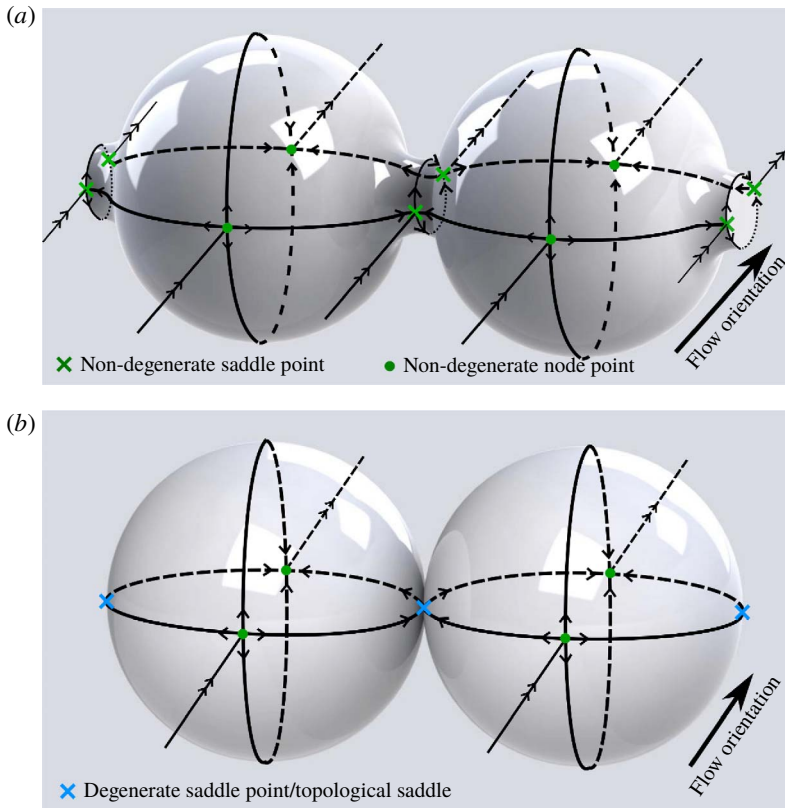 (a)
Flow orientation
Non-degenerate saddle point
Non-degenerate node point
(b)
Flow orientation
Degenerate saddle point/topological saddle